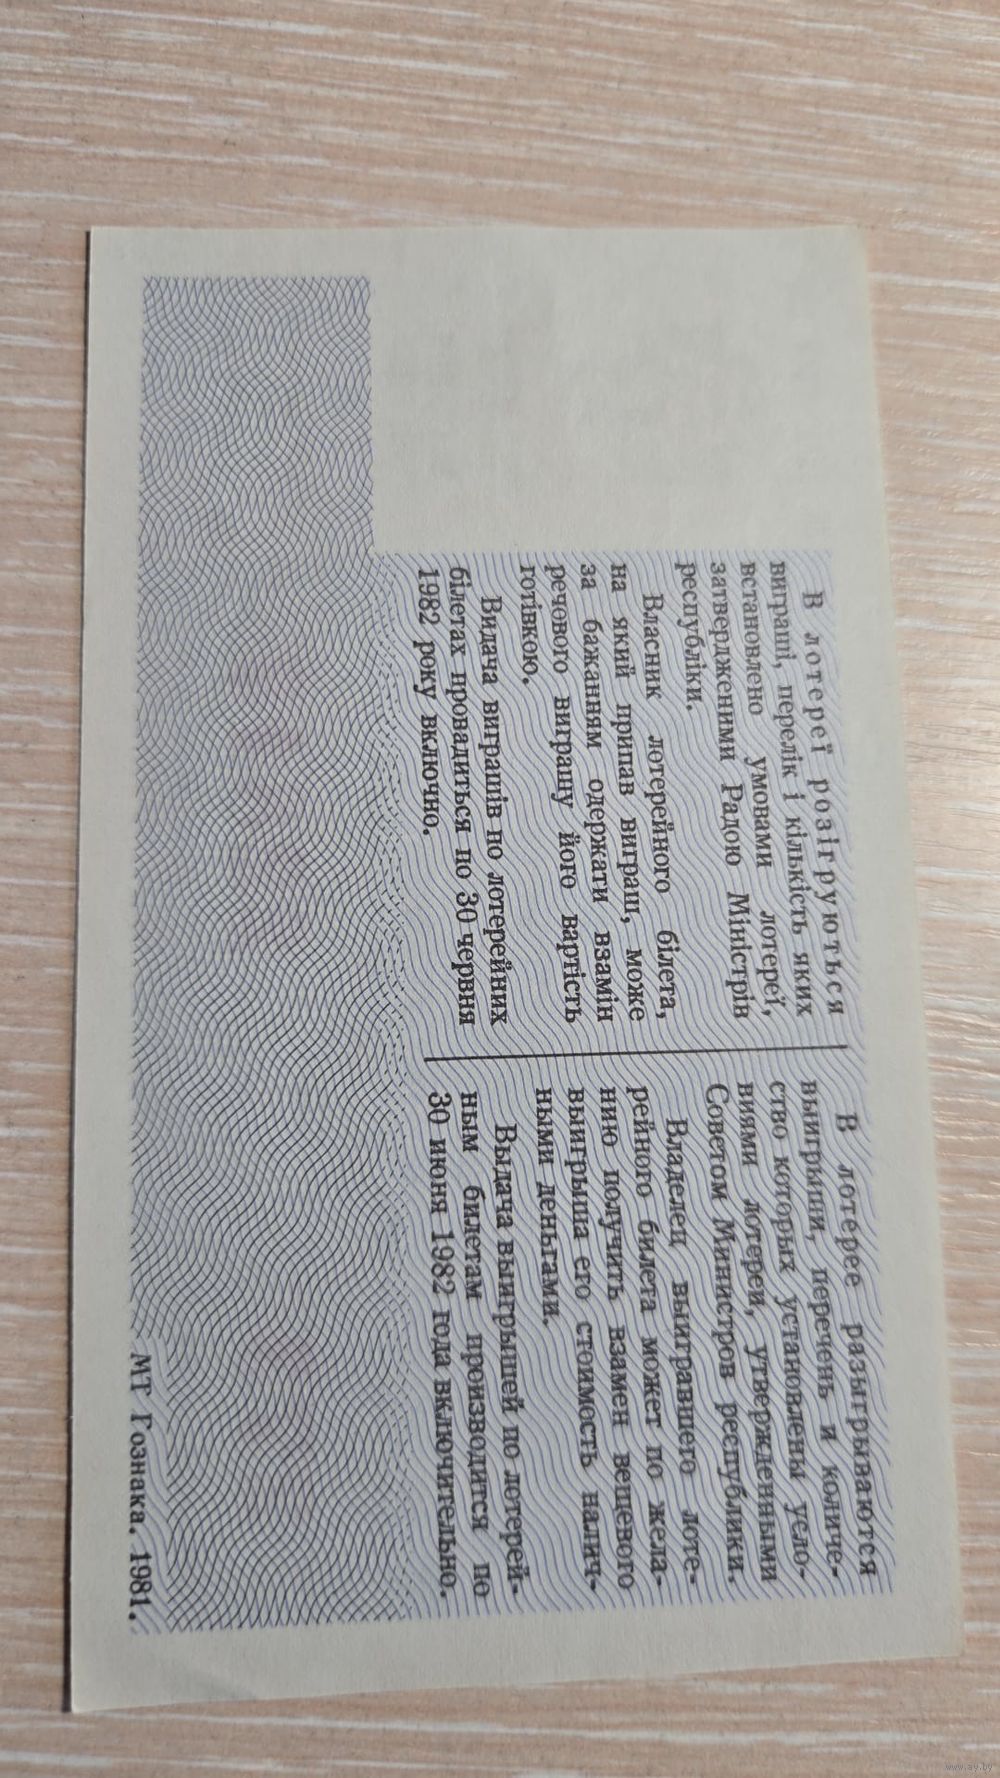 В лотереї розігруються
виграші, перелік і кількість яких
встановлено умовами лотереї,
затвердженими Радою Міністрів
республіки.
Власник лотерейного білета,
на який припав виграш, може
за бажанням одержати взамін
речового виграшу його вартість
готівкою.
Видача виграшів по лотерейних
білетах провадиться по 30 червня
1982 року включно.
В лотерее разыгрываются
выигрыши, перечень и количе-
ство которых установлены усло-
виями лотереи, утвержденными
Советом Министров республики.
Владелец выигравшего лоте-
рейного билета может по жела-
нию получить взамен вещевого
выигрыша его стоимость налич-
ными деньгами.
Выдача выигрышей по лотерей-
ным билетам производится по
30 июня 1982 года включительно.
МТ Гознака. 1981.
www.ay.by